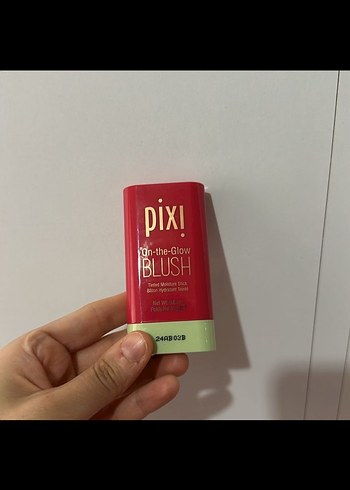 pixi
On-the-Glow
BLUSH
Tinted Moisture Stick
Bâton Hydratant Teinté
Net Wt.
24AB02B